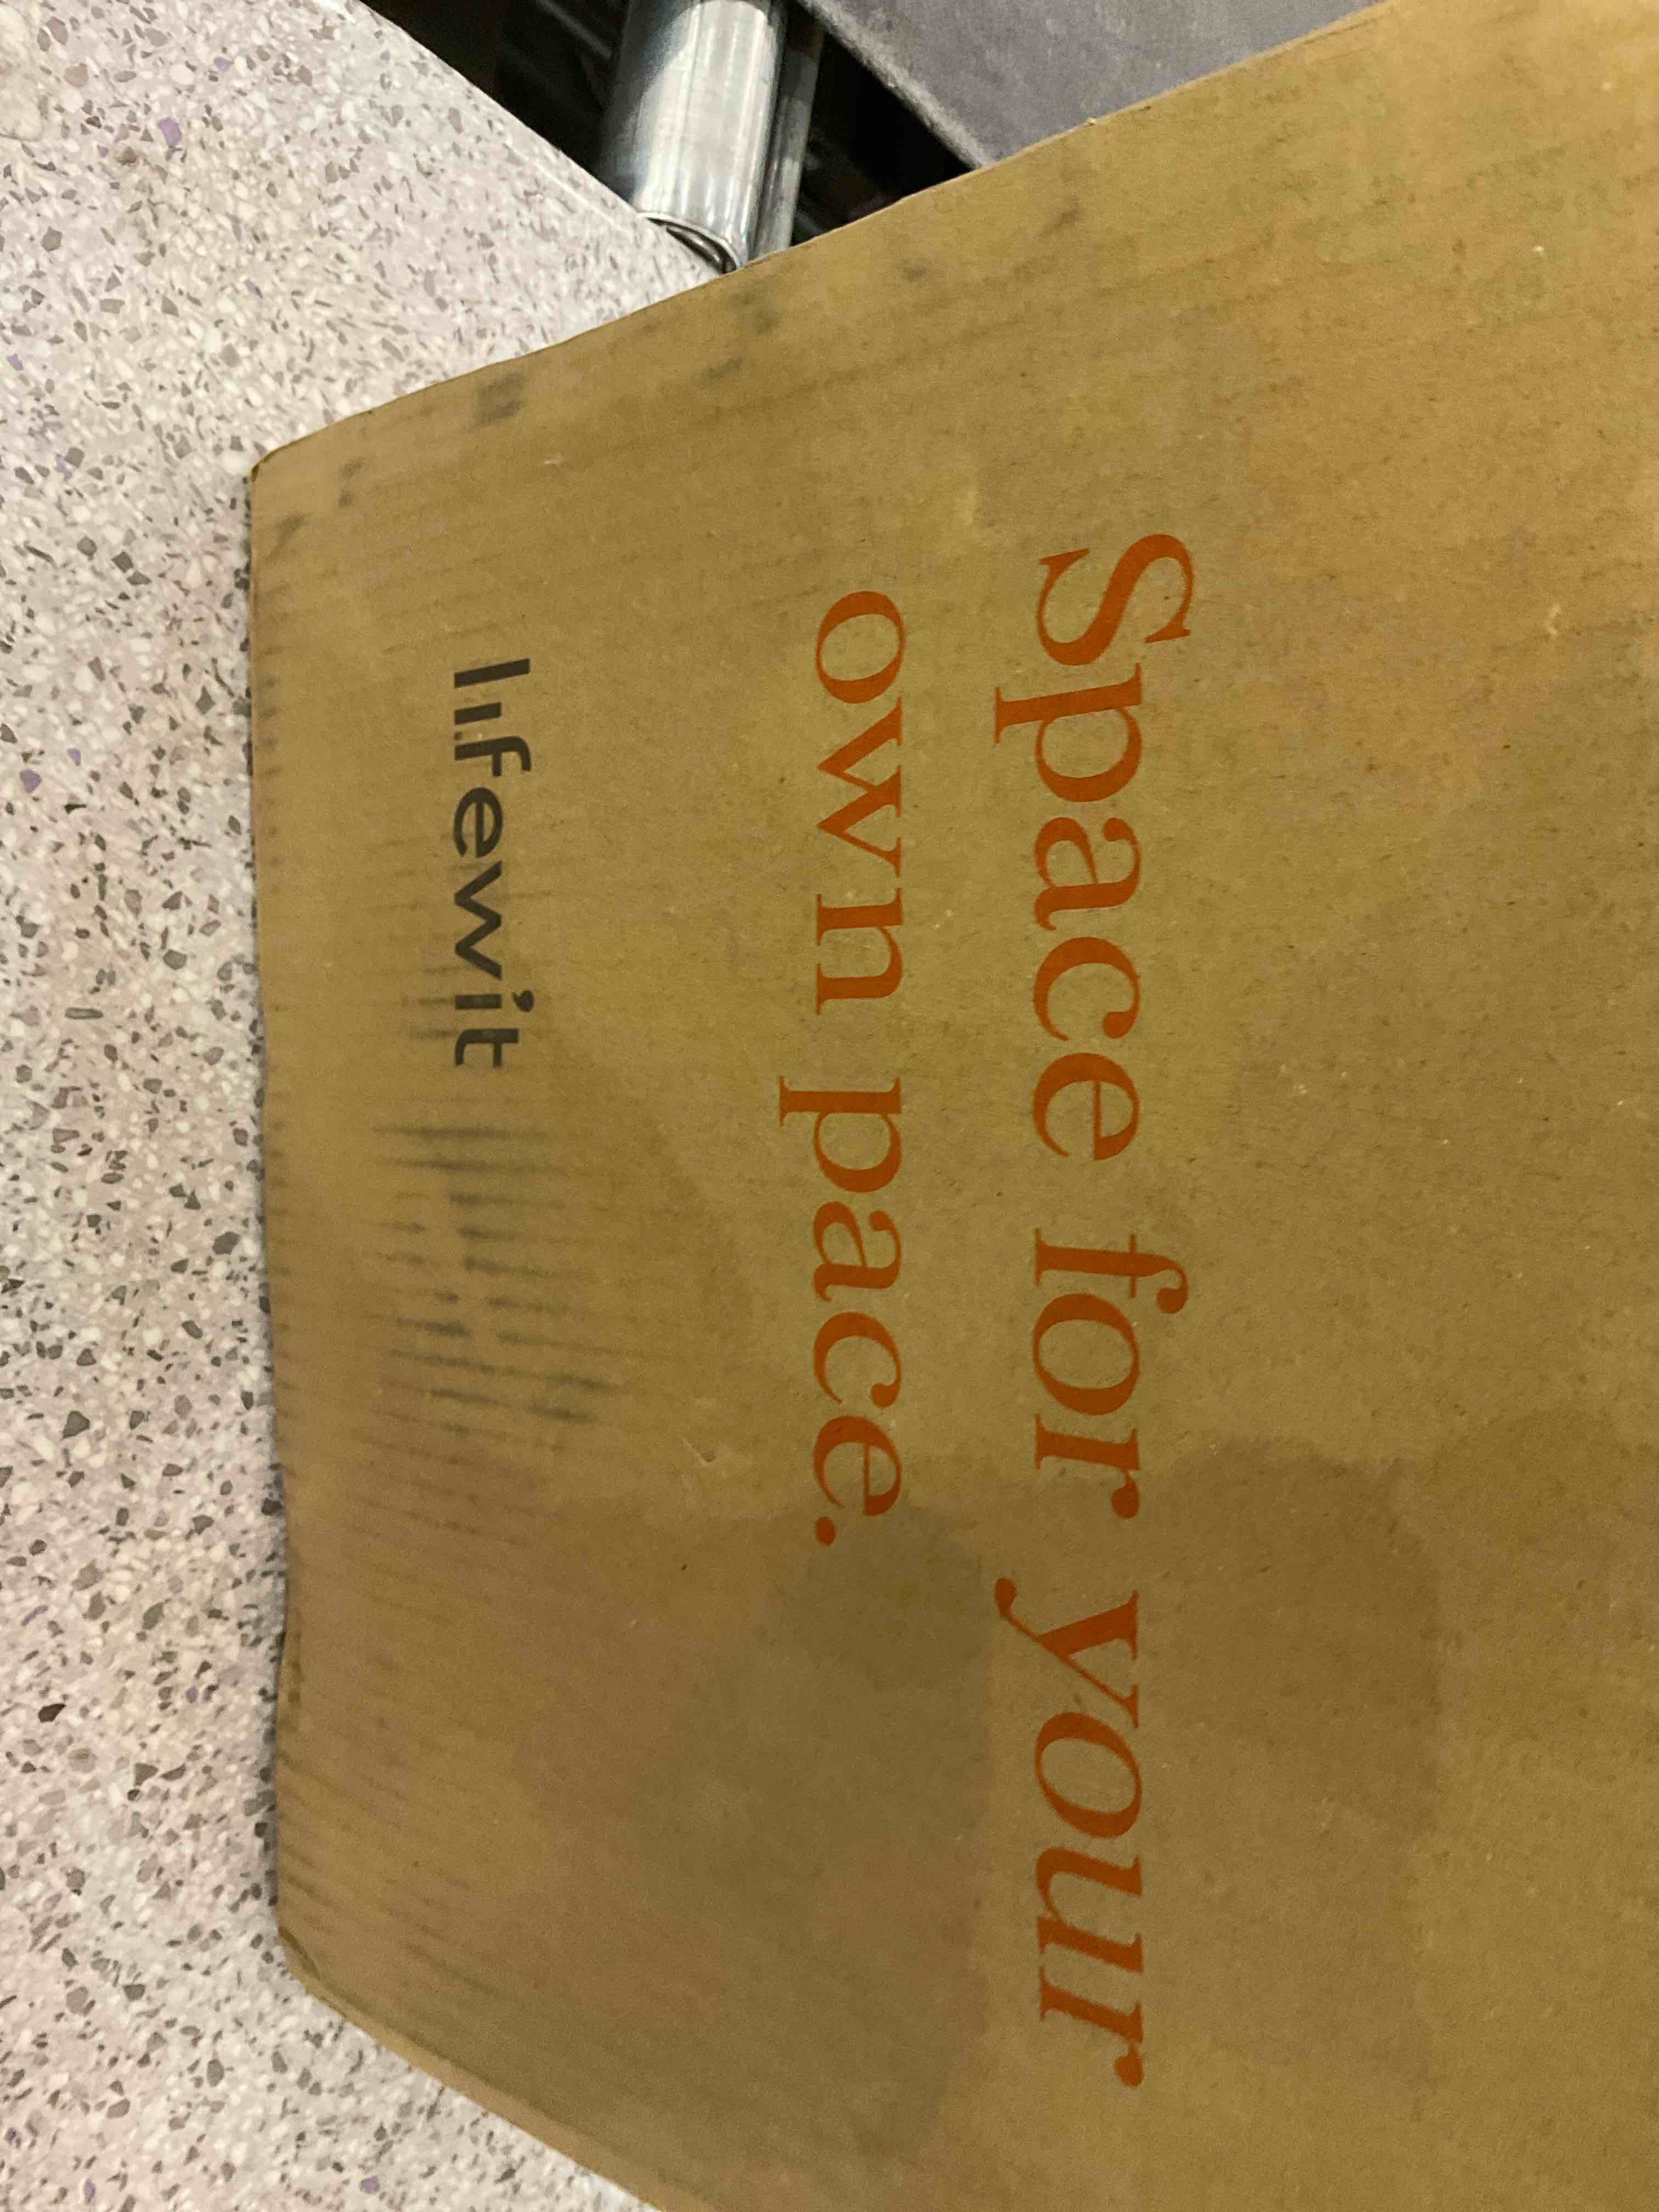 Space for your
own pace.
lifewit